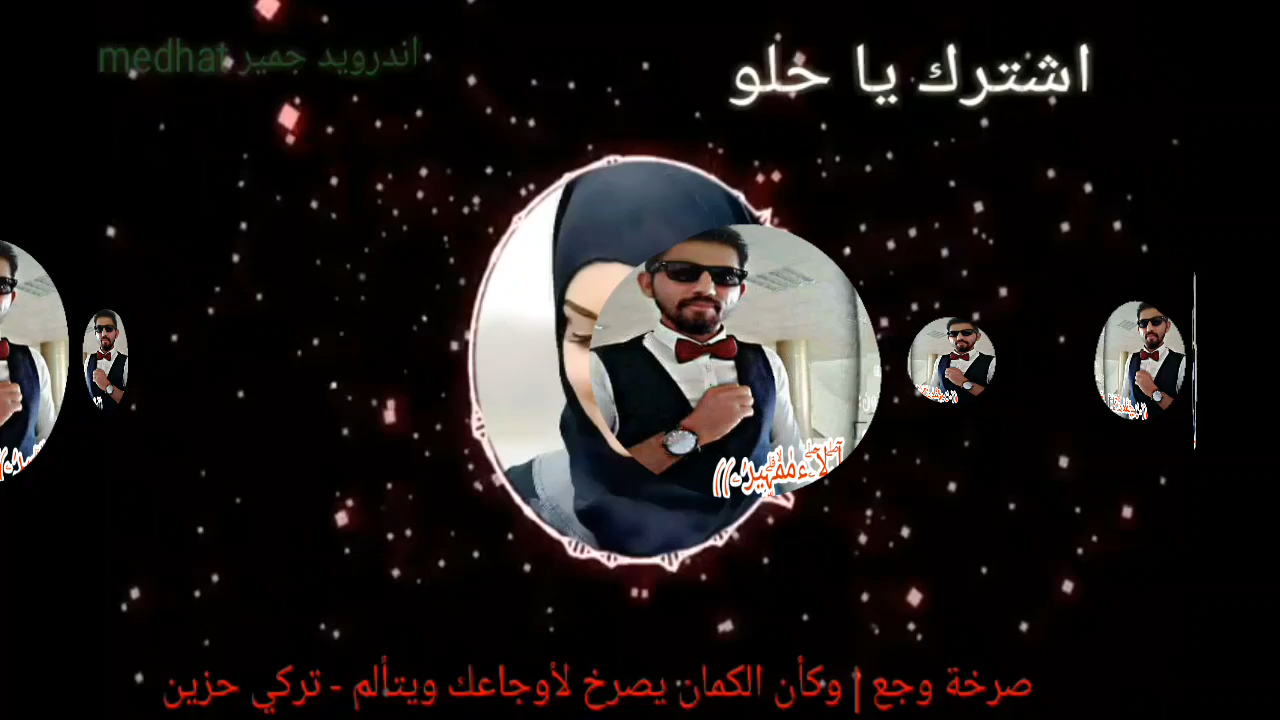 اشترك يا خلو
اندرويد جمير medhat
صرخة وجع | وكأن الكمان يصرخ لأوجاعك ويتألم - تركي حزين